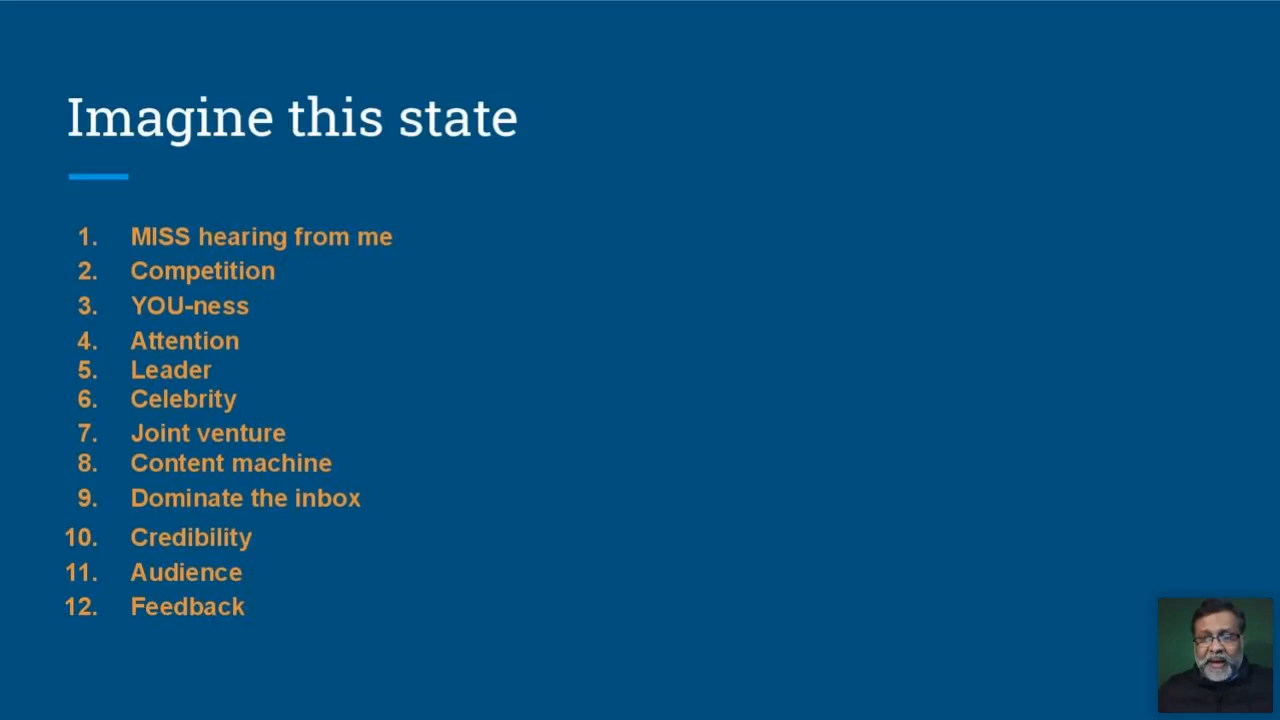 Imagine this state
1. MISS hearing from me
2. Competition
3. YOU-ness
4. Attention
5. Leader
6. Celebrity
7. Joint venture
8. Content machine
9. Dominate the inbox
10. Credibility
11. Audience
12. Feedback